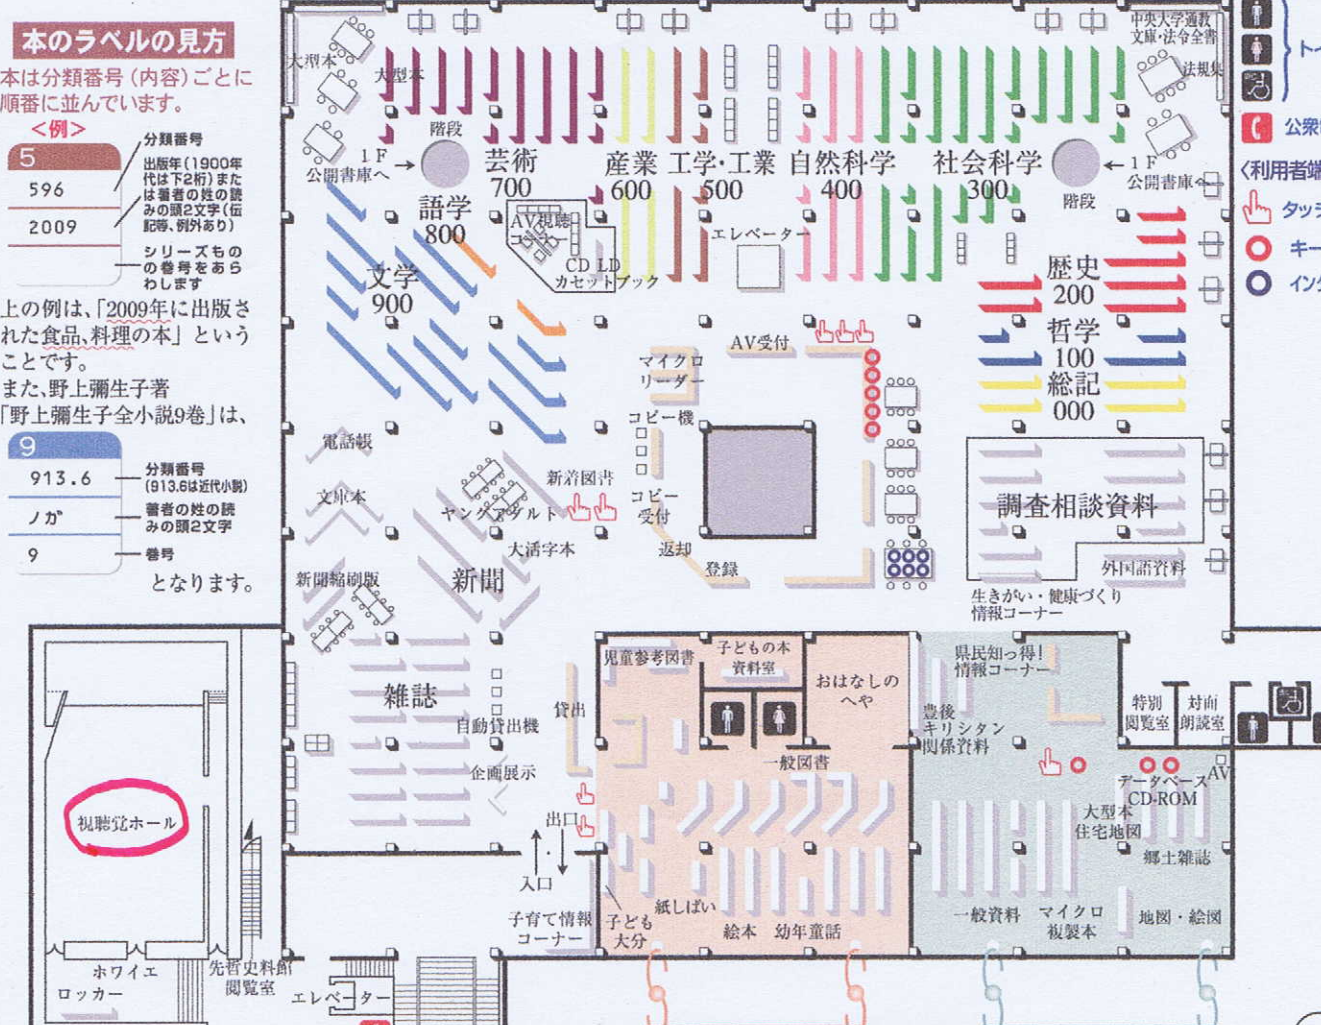 本のラベルの見方
本は分類番号(内容)ごとに
順番に並んでいます。
<例>
5
596
2009
分類番号
出版年(1900年
代は下2桁)また
は著者の姓の読
みの頭2文字(伝
記等、例外あり)
シリーズもの
の巻号をあら
わします
上の例は、「2009年に出版さ
れた食品、料理の本」という
ことです。
また、野上彌生子著
「野上彌生子全小説9巻」は、
9
913.6
ノガ
9
分類番号
(913.6は近代小説)
著者の姓の読
みの頭2文字
巻号
となります。
大型本
大型本
中央大学通教
文庫・法令全書
法規集
階段
1F→
公開書庫へ
芸術
700
産業
600
工学・工業
500
自然科学
400
社会科学
300
←1F
公開書庫へ
階段
語学
800
AV視聴
コーナー
CD LD
カセットブック
エレベーター
文学
900
歴史
200
哲学
100
総記
000
AV受付
マイクロ
リーダー
コピー機
コピー
受付
返却
登録
電話帳
文庫本
新聞縮刷版
ヤングアダルト
新着図書
大活字本
新聞
調査相談資料
外国語資料
生きがい・健康づくり
情報コーナー
雑誌
自動貸出機
貸出
企画展示
出口
入口
子育て情報
コーナー
児童参考図書
子どもの本
資料室
おはなしの
へや
一般図書
子ども
大分
紙しばい
絵本
幼年童話
県民知っ得!
情報コーナー
豊後
キリシタン
関係資料
特別
閲覧室
対面
朗読室
データベース
CD-ROM
AV
大型本
住宅地図
郷土雑誌
一般資料
マイクロ
複製本
地図・絵図
視聴覚ホール
ホワイエ
ロッカー
先哲史料館
閲覧室
エレベーター
トイ
公衆
〈利用者端
タッチ
キー
イン